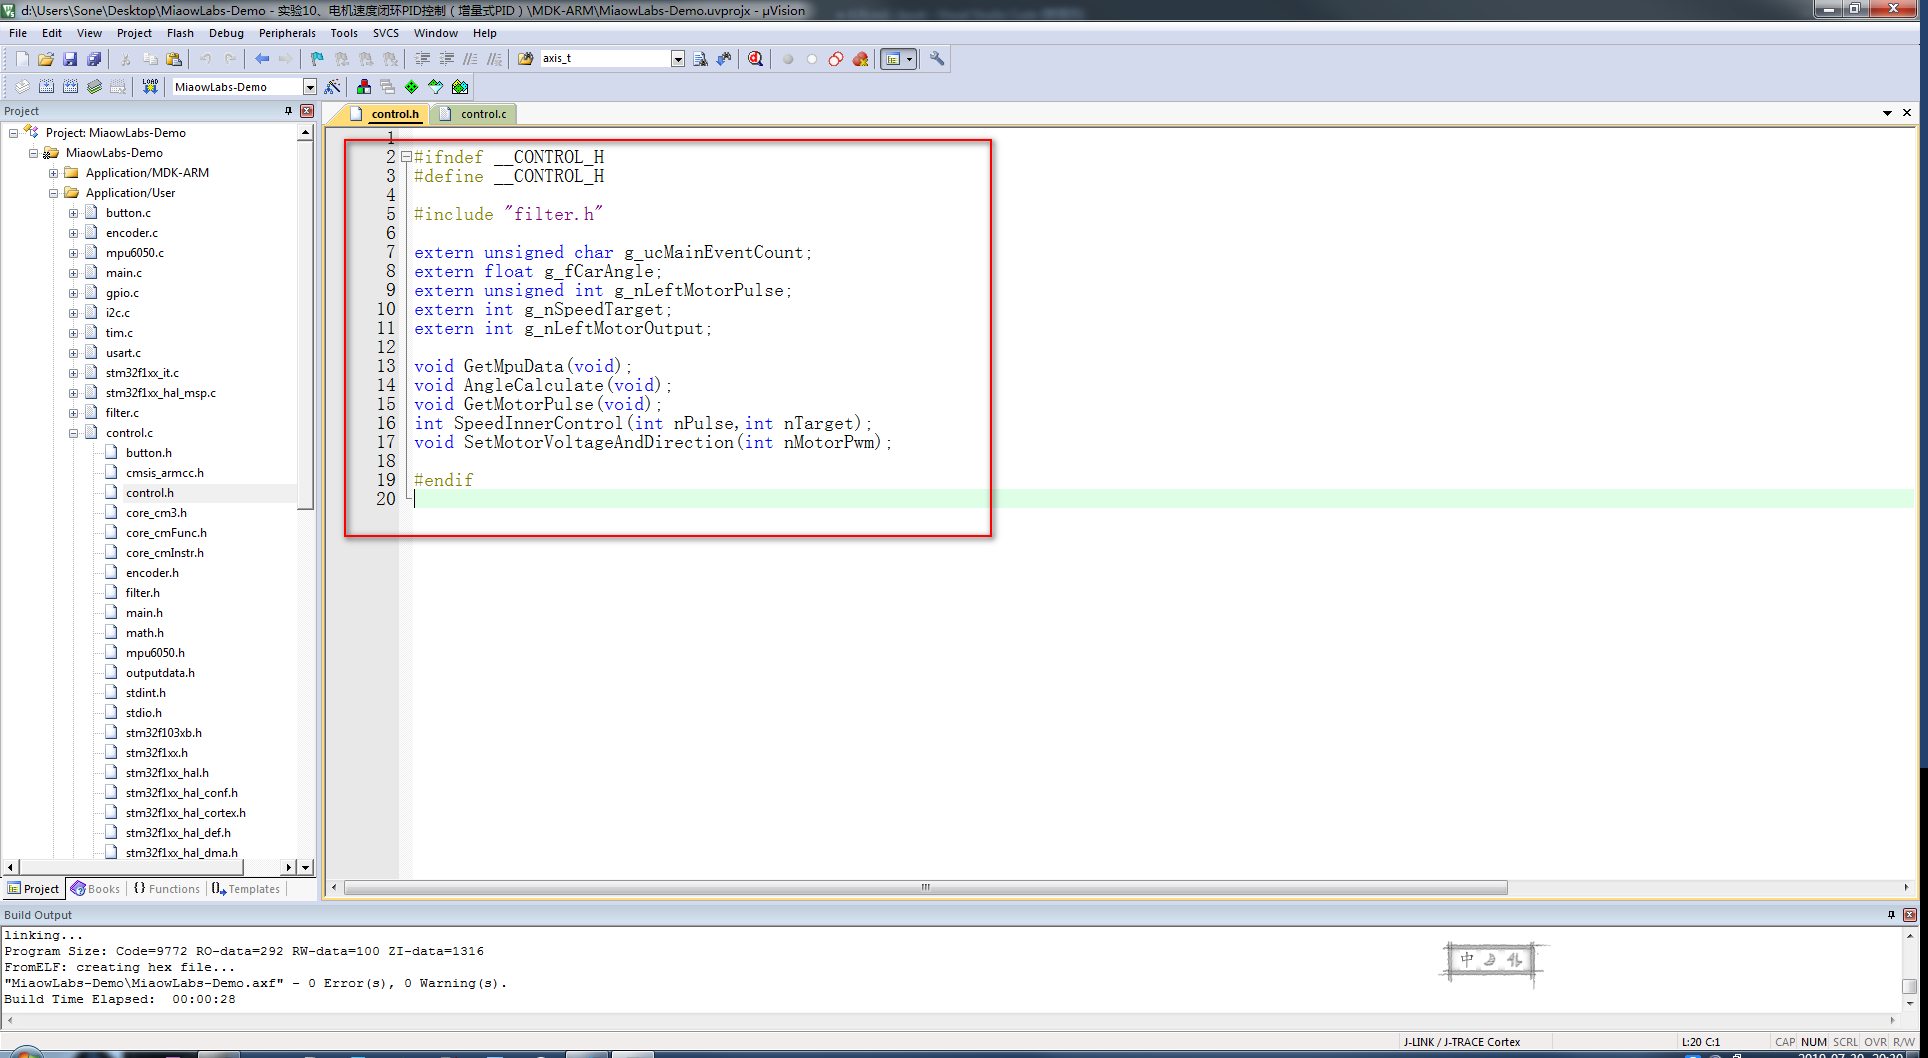 d:\Users\Sone\Desktop\MiaowLabs-Demo - 实验10、电机速度闭环PID控制（增量式PID）\MDK-ARM\MiaowLabs-Demo.uvprojx - µVision
File Edit View Project Flash Debug Peripherals Tools SVCS Window Help
axis_t
LOAD MiaowLabs-Demo
Project
Project: MiaowLabs-Demo
MiaowLabs-Demo
Application/MDK-ARM
Application/User
button.c
encoder.c
mpu6050.c
main.c
gpio.c
i2c.c
tim.c
usart.c
stm32f1xx_it.c
stm32f1xx_hal_msp.c
filter.c
control.c
button.h
cmsis_armcc.h
control.h
core_cm3.h
core_cmFunc.h
core_cmInstr.h
encoder.h
filter.h
main.h
math.h
mpu6050.h
outputdata.h
stdint.h
stdio.h
stm32f103xb.h
stm32f1xx.h
stm32f1xx_hal.h
stm32f1xx_hal_conf.h
stm32f1xx_hal_cortex.h
stm32f1xx_hal_def.h
stm32f1xx_hal_dma.h
Project Books {} Functions Templates
control.h control.c
1
2 #ifndef __CONTROL_H
3 #define __CONTROL_H
4
5 #include "filter.h"
6
7 extern unsigned char g_ucMainEventCount;
8 extern float g_fCarAngle;
9 extern unsigned int g_nLeftMotorPulse;
10 extern int g_nSpeedTarget;
11 extern int g_nLeftMotorOutput;
12
13 void GetMpuData(void);
14 void AngleCalculate(void);
15 void GetMotorPulse(void);
16 int SpeedInnerControl(int nPulse,int nTarget);
17 void SetMotorVoltageAndDirection(int nMotorPwm);
18
19 #endif
20
Build Output
linking...
Program Size: Code=9772 RO-data=292 RW-data=100 ZI-data=1316
FromELF: creating hex file...
"MiaowLabs-Demo\MiaowLabs-Demo.axf" - 0 Error(s), 0 Warning(s).
Build Time Elapsed:  00:00:28
中
J-LINK / J-TRACE Cortex L:20 C:1 CAP NUM SCRL OVR R/W